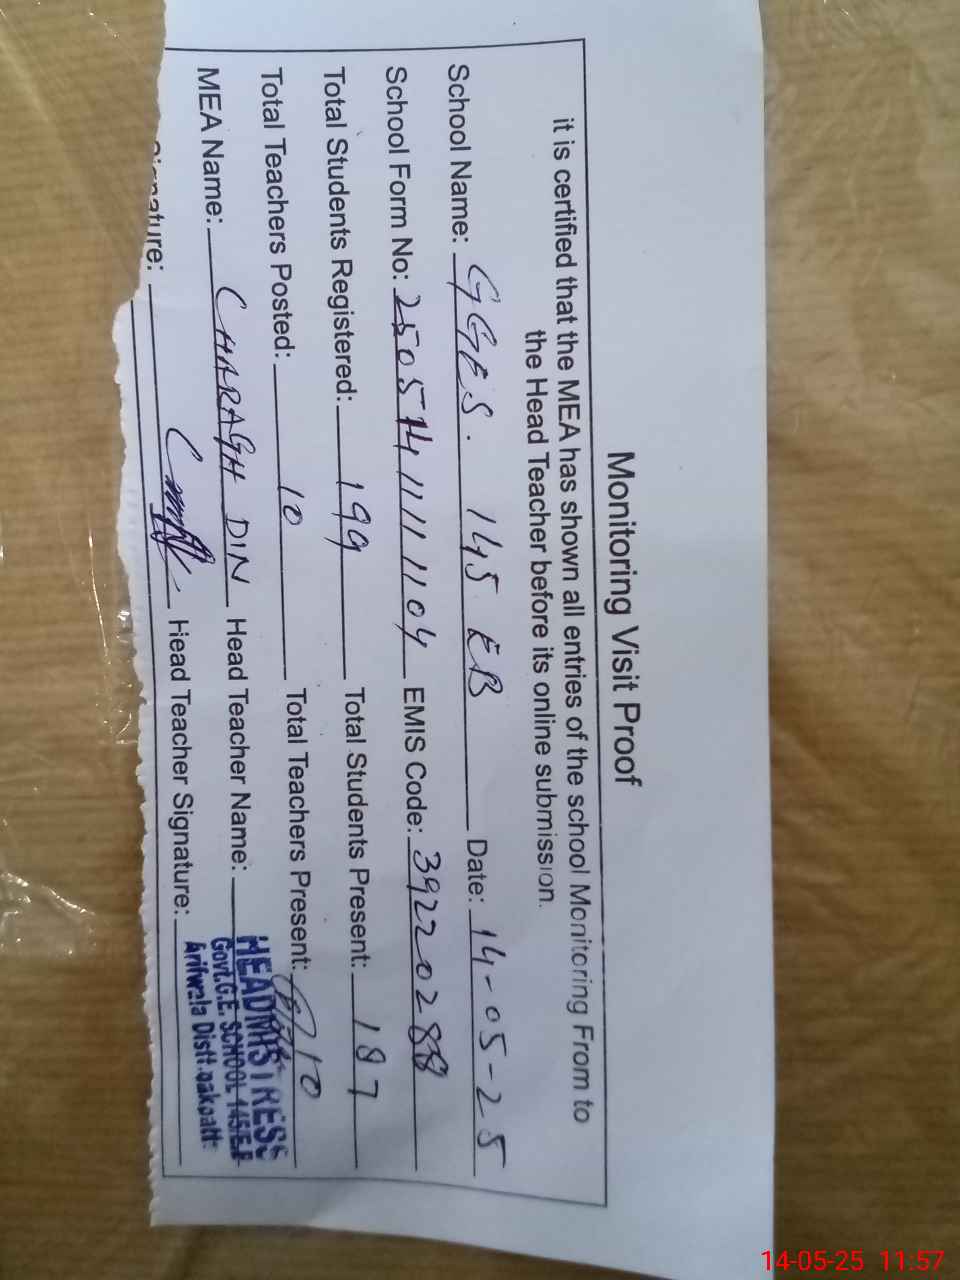 Monitoring Visit Proof
it is certified that the MEA has shown all entries of the school Monitoring From to
the Head Teacher before its online submission.
School Name: GGES. 145 EB Date: 14-05-25
School Form No: EMIS Code: 39220288
Total Students Registered: 199 Total Students Present: 187
Total Teachers Posted: 10 Total Teachers Present: 10
MEA Name: CHARAGH DIN Head Teacher Name:
HEADMISTRESS
Govt.G.E. SCHOOL 145/E.B
Signature: Head Teacher Signature:
Arifwala Distt.
14-05-25 11:57